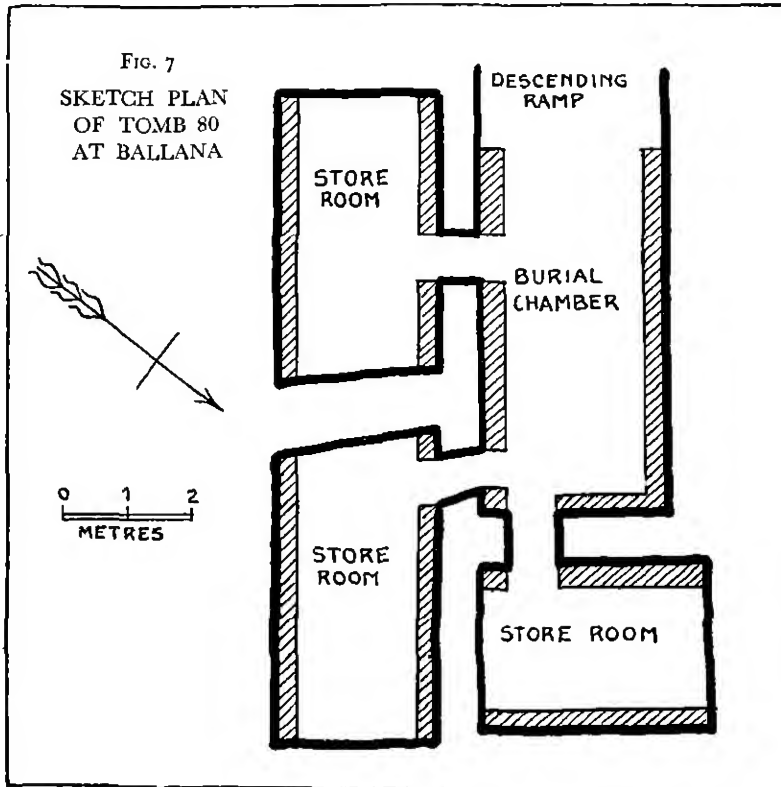 FIG. 7
SKETCH PLAN
OF TOMB 80
AT BALLANA
DESCENDING
RAMP
STORE
ROOM
BURIAL
CHAMBER
0 1 2
METRES
STORE
ROOM
STORE ROOM